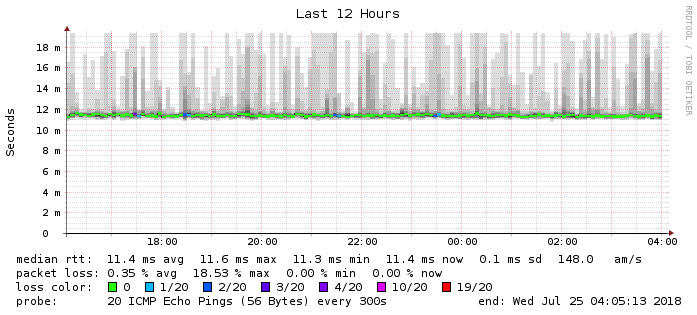 Last 12 Hours
RRDTOOL / TOBI OETIKER
Seconds
18 m
16 m
14 m
12 m
10 m
8 m
6 m
4 m
2 m
0
18:00 20:00 22:00 00:00 02:00 04:00
median rtt: 11.4 ms avg 11.6 ms max 11.3 ms min 11.4 ms now 0.1 ms sd 148.0 am/s
packet loss: 0.35 % avg 18.53 % max 0.00 % min 0.00 % now
loss color: 0 1/20 2/20 3/20 4/20 10/20 19/20
probe: 20 ICMP Echo Pings (56 Bytes) every 300s end: Wed Jul 25 04:05:13 2018